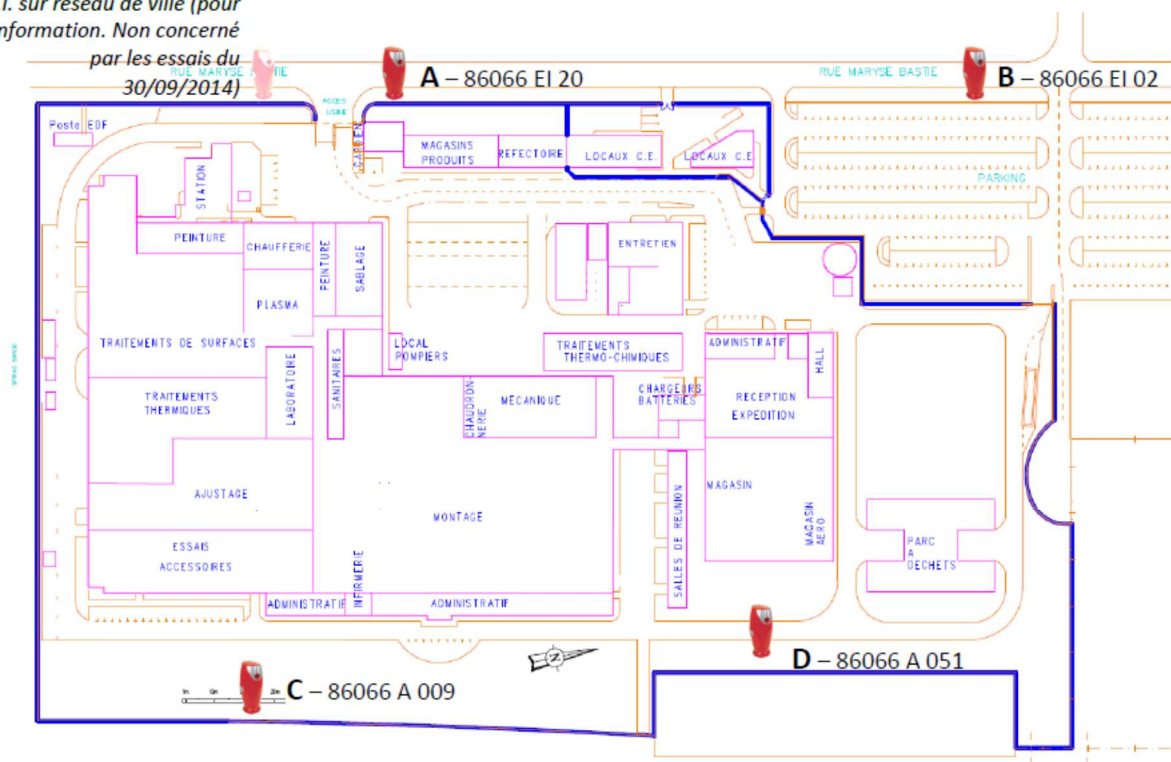 .I. sur réseau de ville (pour
nformation. Non concerné
par les essais du
30/09/2014)
RUE MARYSE
A – 86066 EI 20
RUE MARYSE BASTIE
B – 86066 EI 02
ACCES
USINE
Poste EDF
GARDIEN
MAGASINS
PRODUITS
REFECTOIRE
LOCAUX C.E.
LOCAUX C.E.
PARKING
STATION
PEINTURE
CHAUFFERIE
PEINTURE
SABLAGE
ENTRETIEN
PLASMA
TRAITEMENTS DE SURFACES
LOCAL
POMPIERS
TRAITEMENTS
THERMO-CHIMIQUES
ADMINISTRATIF
HALL
LABORATOIRE
SANITAIRES
TRAITEMENTS
THERMIQUES
CHAUDRON
NERIE
MECANIQUE
CHARGEURS
BATTERIES
RECEPTION
EXPEDITION
AJUSTAGE
MONTAGE
MAGASIN
MAGASIN
AERO
SALLES DE REUNION
PARC
A
DECHETS
ESSAIS
ACCESSOIRES
INFIRMERIE
ADMINISTRATIF
ADMINISTRATIF
N
D – 86066 A 051
C – 86066 A 009